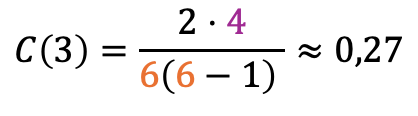 C(3) = (2 · 4) / (6(6 − 1)) ≈ 0,27